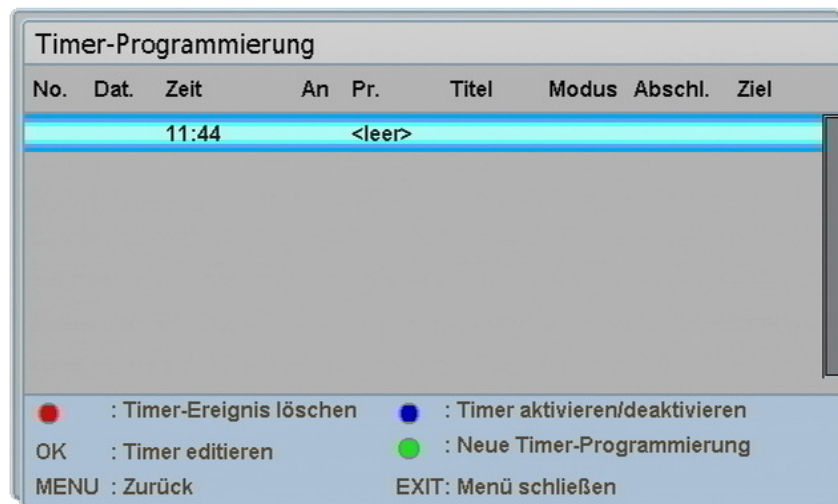 Timer-Programmierung
No. Dat. Zeit An Pr. Titel Modus Abschl. Ziel
11:44 <leer>
: Timer-Ereignis löschen : Timer aktivieren/deaktivieren
OK : Timer editieren : Neue Timer-Programmierung
MENU : Zurück EXIT: Menü schließen